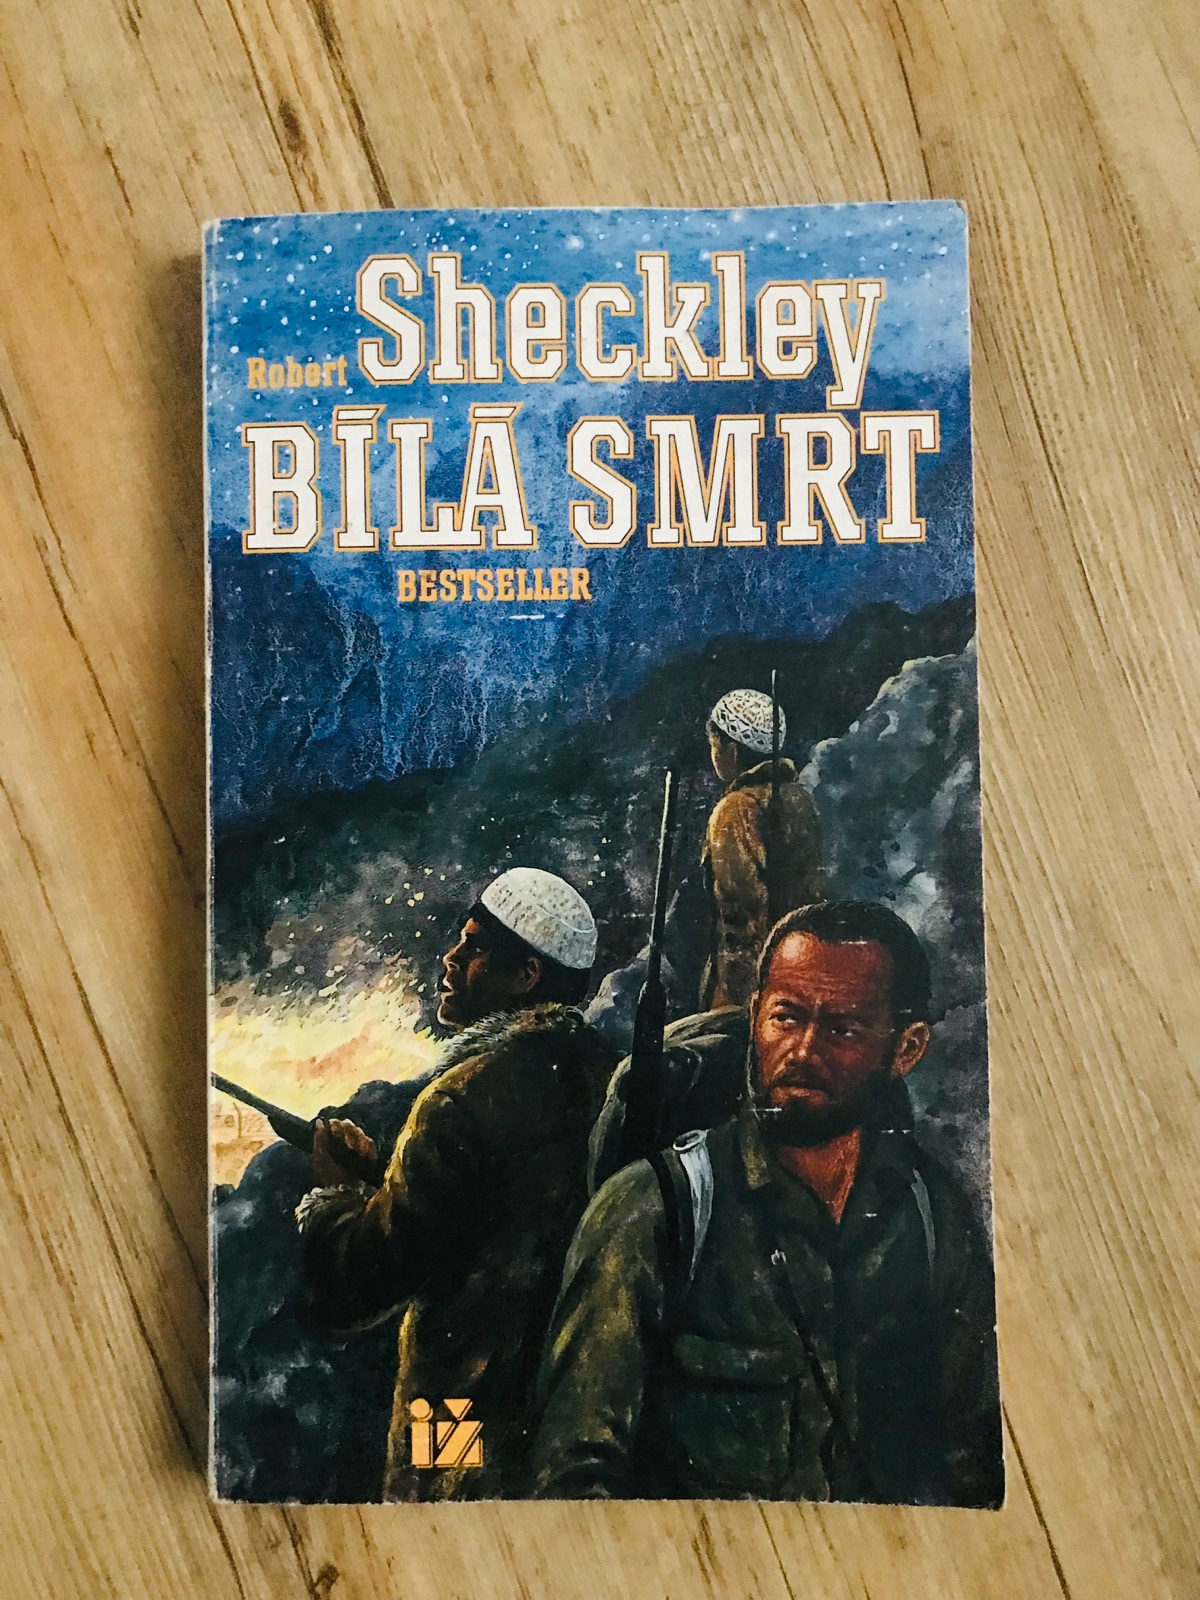 Robert Sheckley
BÍLÁ SMRT
BESTSELLER
iž